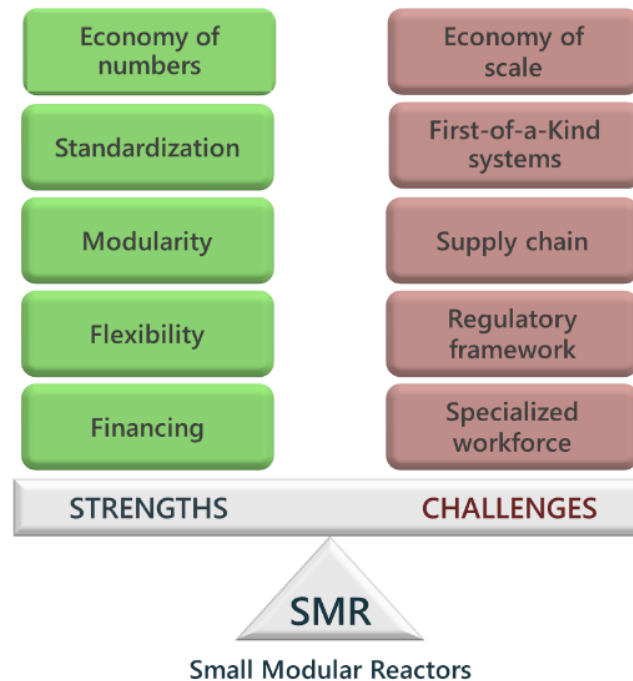 Economy of
numbers
Standardization
Modularity
Flexibility
Financing
STRENGTHS
Economy of
scale
First-of-a-Kind
systems
Supply chain
Regulatory
framework
Specialized
workforce
CHALLENGES
SMR
Small Modular Reactors